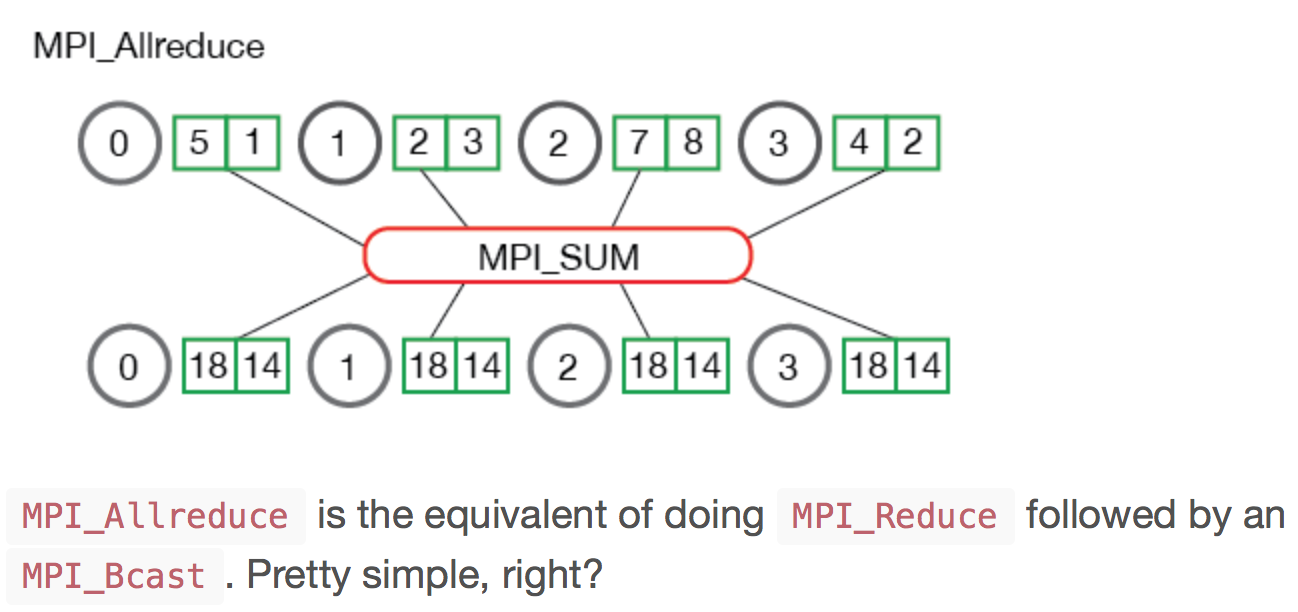 MPI_Allreduce
0 5 1 1 2 3 2 7 8 3 4 2
MPI_SUM
0 18 14 1 18 14 2 18 14 3 18 14
MPI_Allreduce is the equivalent of doing MPI_Reduce followed by an
MPI_Bcast . Pretty simple, right?